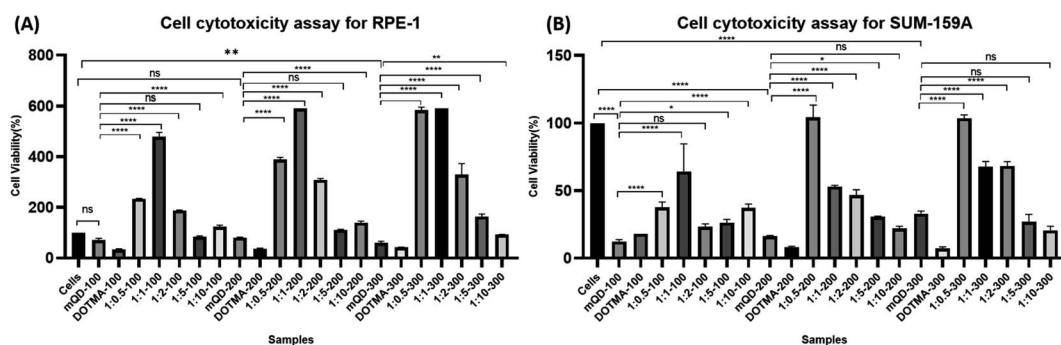 (A)
Cell cytotoxicity assay for RPE-1
Cell Viability(%)
800
600
400
200
0
**
ns
ns
****
ns
****
****
****
****
ns
****
****
****
**
****
****
****
Cells
mQD-100
DOTMA-100
1:0.5-100
1:1-100
1:2-100
1:5-100
1:10-100
mQD-200
DOTMA-200
1:0.5-200
1:1-200
1:2-200
1:5-200
1:10-200
mQD-300
DOTMA-300
1:0.5-300
1:1-300
1:2-300
1:5-300
1:10-300
Samples
(B)
Cell cytotoxicity assay for SUM-159A
Cell Viability(%)
150
100
50
0
****
****
****
****
*
ns
****
****
ns
*
****
****
****
ns
ns
****
****
****
Cells
mQD-100
DOTMA-100
1:0.5-100
1:1-100
1:2-100
1:5-100
1:10-100
mQD-200
DOTMA-200
1:0.5-200
1:1-200
1:2-200
1:5-200
1:10-200
mQD-300
DOTMA-300
1:0.5-300
1:1-300
1:2-300
1:5-300
1:10-300
Samples